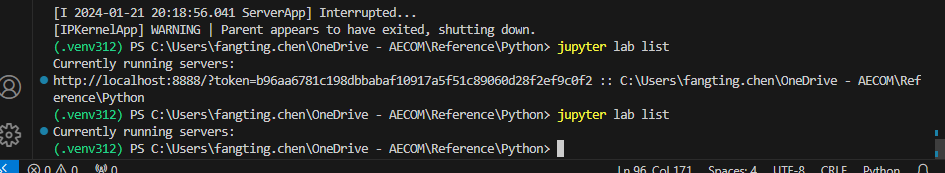 [I 2024-01-21 20:18:56.041 ServerApp] Interrupted...
[IPKernelApp] WARNING | Parent appears to have exited, shutting down.
(.venv312) PS C:\Users\fangting.chen\OneDrive - AECOM\Reference\Python> jupyter lab list
Currently running servers:
http://localhost:8888/?token=b96aa6781c198dbbabaf10917a5f51c89060d28f2ef9c0f2 :: C:\Users\fangting.chen\OneDrive - AECOM\Ref
erence\Python
(.venv312) PS C:\Users\fangting.chen\OneDrive - AECOM\Reference\Python> jupyter lab list
Currently running servers:
(.venv312) PS C:\Users\fangting.chen\OneDrive - AECOM\Reference\Python>
0 0 0 Ln 96, Col 171 Spaces: 4 UTF-8 CRLF Python